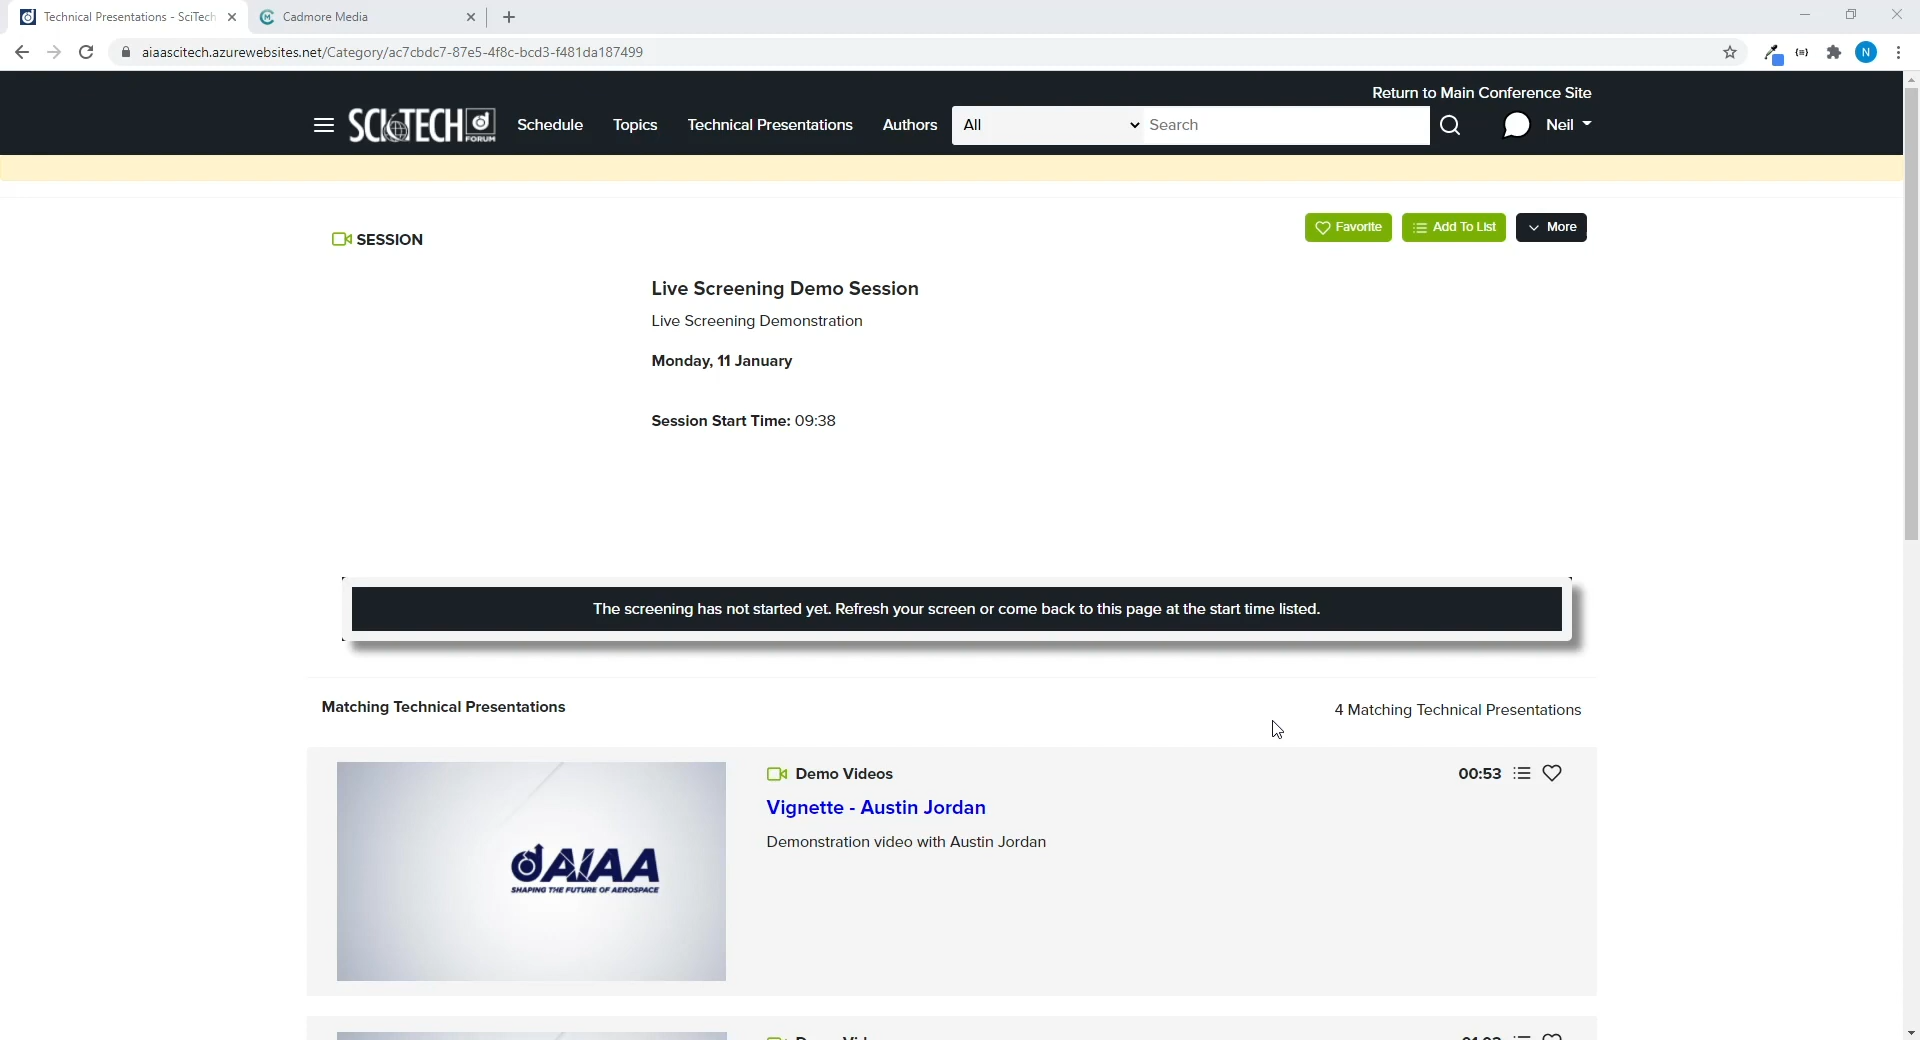 Technical Presentations - SciTech
Cadmore Media
aiaascitech.azurewebsites.net/Category/ac7cbdc7-87e5-4f8c-bcd3-f481da187499
N
Return to Main Conference Site
SCITECH FORUM
Schedule
Topics
Technical Presentations
Authors
All
Search
Neil
SESSION
Favorite
Add To List
More
Live Screening Demo Session
Live Screening Demonstration
Monday, 11 January
Session Start Time: 09:38
The screening has not started yet. Refresh your screen or come back to this page at the start time listed.
Matching Technical Presentations
4 Matching Technical Presentations
Demo Videos
00:53
Vignette - Austin Jordan
Demonstration video with Austin Jordan
AIAA
SHAPING THE FUTURE OF AEROSPACE